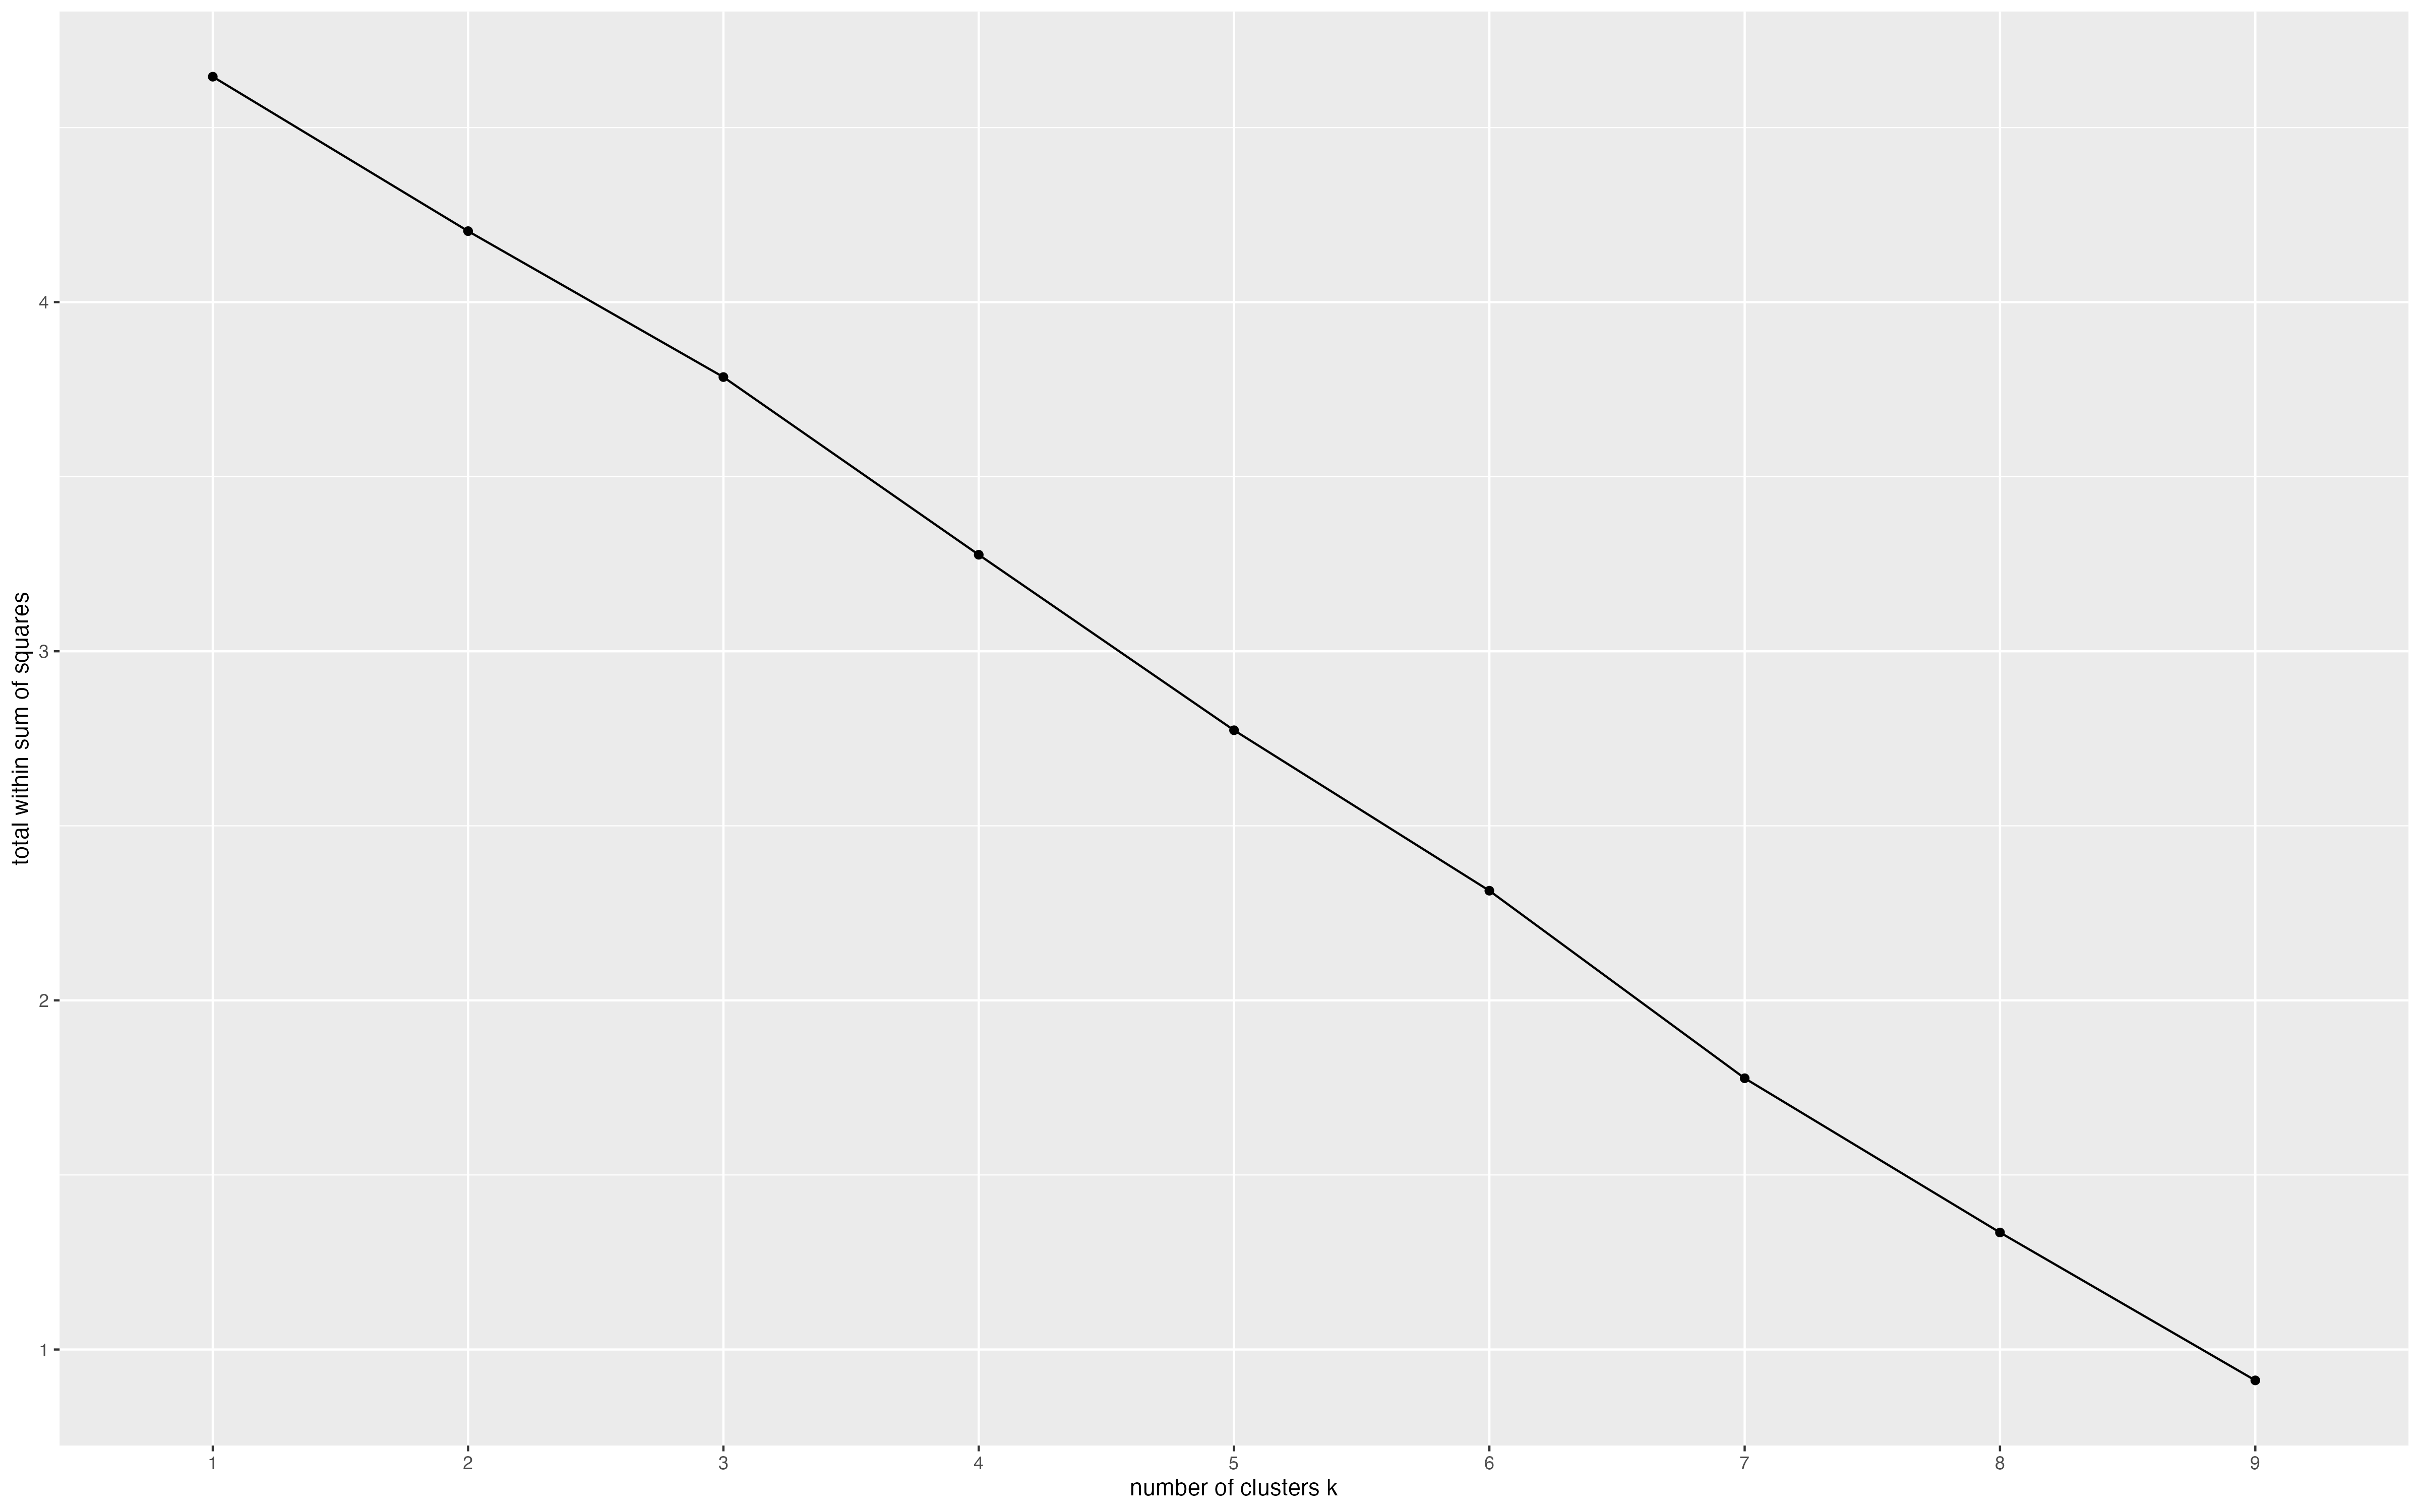 total within sum of squares
4
3
2
1
1 2 3 4 5 6 7 8 9
number of clusters k